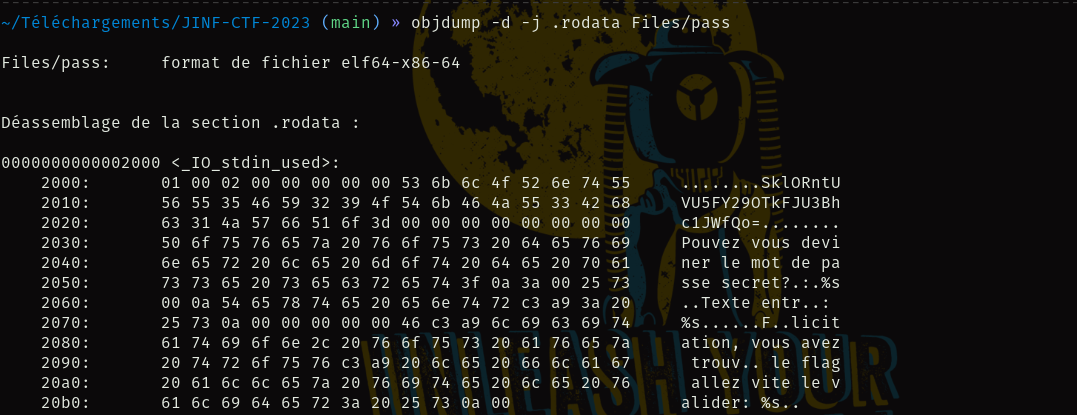 ~/Téléchargements/JINF-CTF-2023 (main) » objdump -d -j .rodata Files/pass
Files/pass:     format de fichier elf64-x86-64
Déassemblage de la section .rodata :
0000000000002000 <_IO_stdin_used>:
    2000:       01 00 02 00 00 00 00 00 53 6b 6c 4f 52 6e 74 55     ........SklORntU
    2010:       56 55 35 46 59 32 39 4f 54 6b 46 4a 55 33 42 68     VU5FY29OTkFJU3Bh
    2020:       63 31 4a 57 66 51 6f 3d 00 00 00 00 00 00 00 00     c1JWfQo=........
    2030:       50 6f 75 76 65 7a 20 76 6f 75 73 20 64 65 76 69     Pouvez vous devi
    2040:       6e 65 72 20 6c 65 20 6d 6f 74 20 64 65 20 70 61     ner le mot de pa
    2050:       73 73 65 20 73 65 63 72 65 74 3f 0a 3a 00 25 73     sse secret?.:.%s
    2060:       00 0a 54 65 78 74 65 20 65 6e 74 72 c3 a9 3a 20     ..Texte entr..:
    2070:       25 73 0a 00 00 00 00 00 46 c3 a9 6c 69 63 69 74     %s......F..licit
    2080:       61 74 69 6f 6e 2c 20 76 6f 75 73 20 61 76 65 7a     ation, vous avez
    2090:       20 74 72 6f 75 76 c3 a9 20 6c 65 20 66 6c 61 67      trouv.. le flag
    20a0:       20 61 6c 6c 65 7a 20 76 69 74 65 20 6c 65 20 76      allez vite le v
    20b0:       61 6c 69 64 65 72 3a 20 25 73 0a 00                 alider: %s..
UNLEASH YOUR